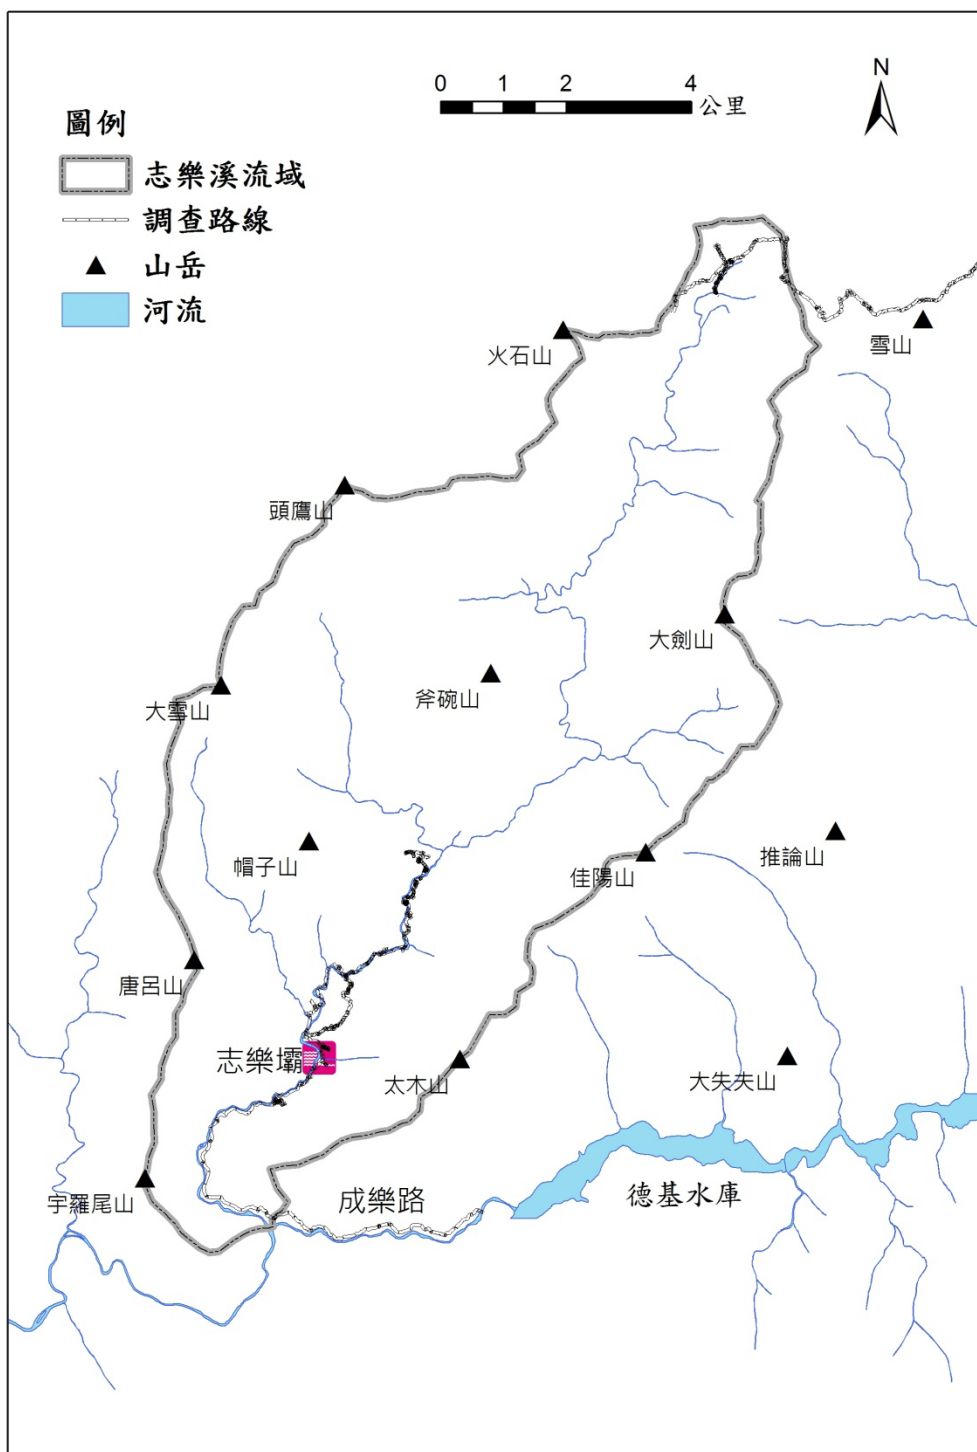 0 1 2 4
公里
N
圖例
志樂溪流域
調查路線
山岳
河流
火石山
雪山
頭鷹山
大劍山
斧碗山
大雪山
帽子山
推論山
佳陽山
唐呂山
志樂壩
太木山
大失夫山
宇羅尾山
成樂路
德基水庫